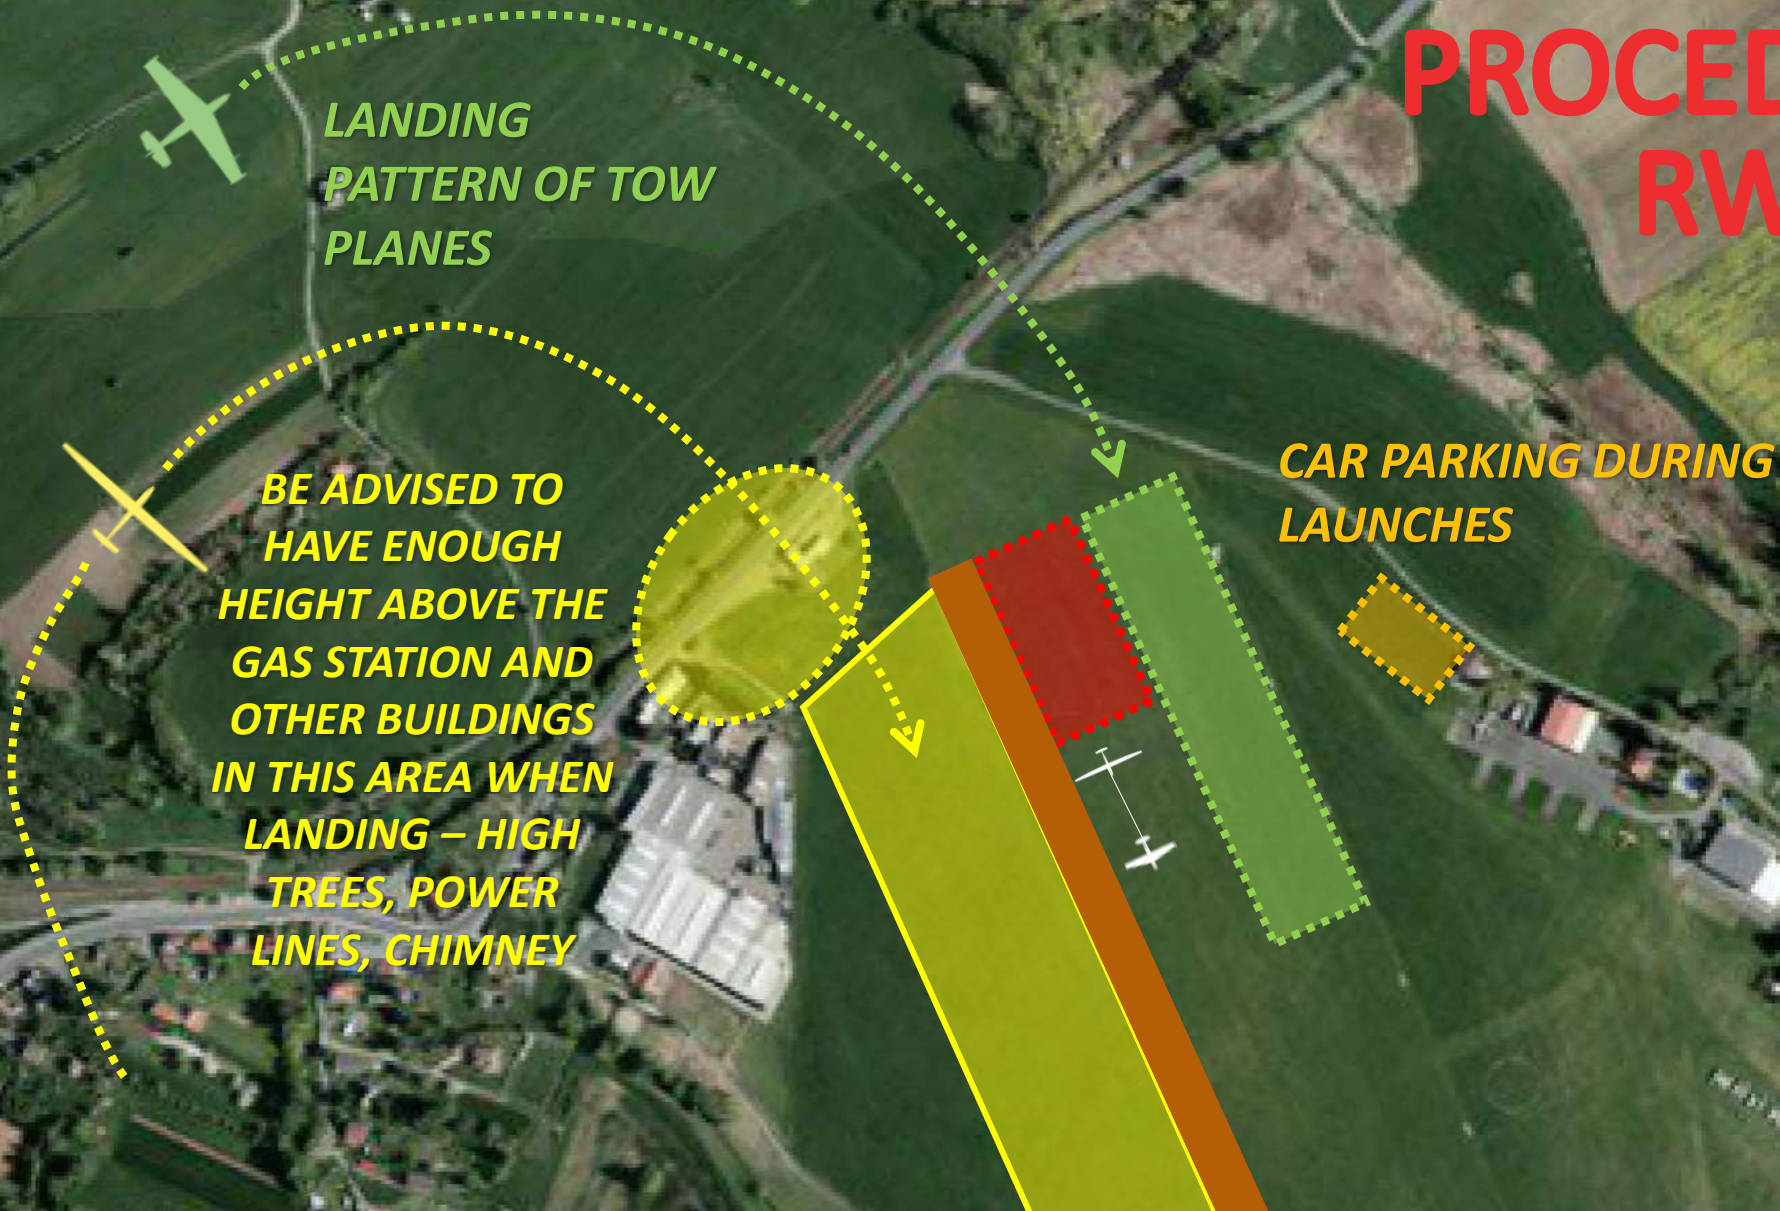 PROCED
RW
LANDING
PATTERN OF TOW
PLANES
CAR PARKING DURING
LAUNCHES
BE ADVISED TO
HAVE ENOUGH
HEIGHT ABOVE THE
GAS STATION AND
OTHER BUILDINGS
IN THIS AREA WHEN
LANDING – HIGH
TREES, POWER
LINES, CHIMNEY